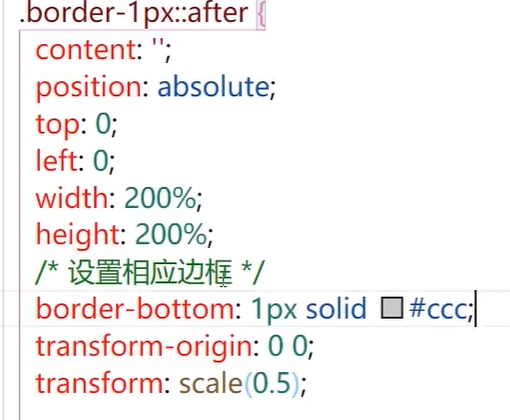 .border-1px::after {
content: '';
position: absolute;
top: 0;
left: 0;
width: 200%;
height: 200%;
/* 设置相应边框 */
border-bottom: 1px solid #ccc;
transform-origin: 0 0;
transform: scale(0.5);